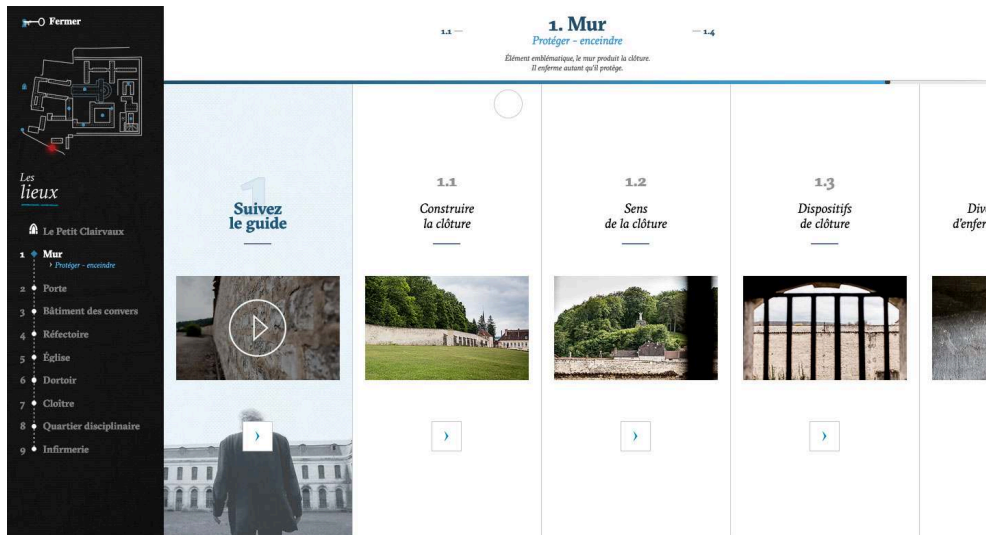 Fermer
Les
lieux
Le Petit Clairvaux
1 Mur
› Protéger - enceindre
2 Porte
3 Bâtiment des convers
4 Réfectoire
5 Église
6 Dortoir
7 Cloître
8 Quartier disciplinaire
9 Infirmerie
1.1 —
1. Mur
Protéger - enceindre
— 1.4
Élément emblématique, le mur produit la clôture.
Il enferme autant qu'il protège.
1
Suivez
le guide
1.1
Construire
la clôture
1.2
Sens
de la clôture
1.3
Dispositifs
de clôture